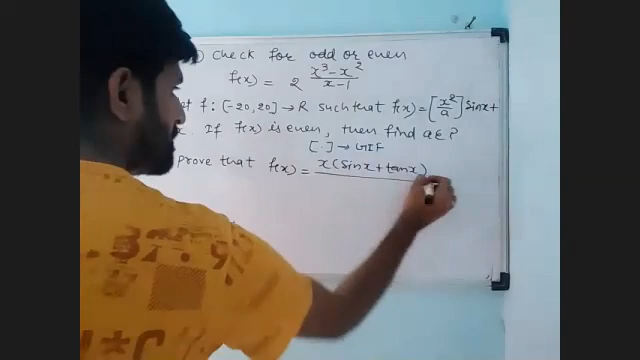 ) Check for odd or even
f(x) = 2 (x³-x²)/(x-1)
et f: [-20,20] → R such that f(x) = [x²/a] Sinx +
x. If f(x) is even, then find a∈?
[.] → GIF
prove that f(x) = x(Sinx + tanx)